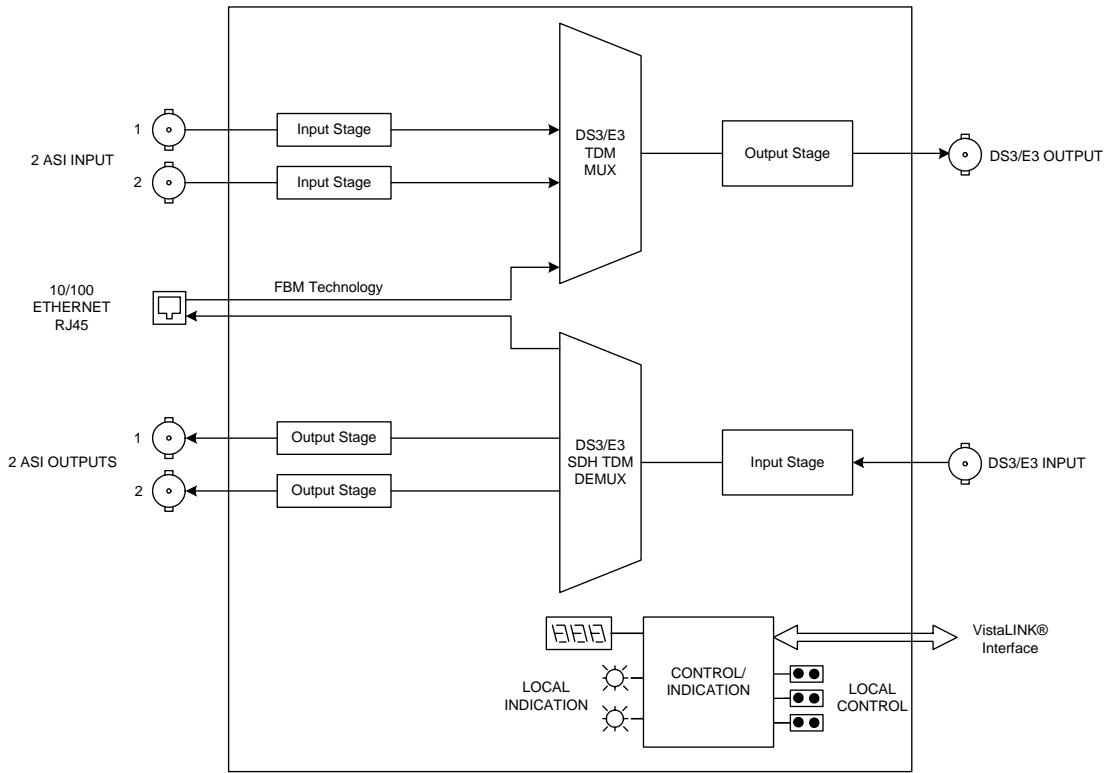 1
Input Stage
2 ASI INPUT
2
Input Stage
DS3/E3
TDM
MUX
Output Stage
DS3/E3 OUTPUT
10/100
ETHERNET
RJ45
FBM Technology
1
Output Stage
2 ASI OUTPUTS
2
Output Stage
DS3/E3
SDH TDM
DEMUX
Input Stage
DS3/E3 INPUT
LOCAL
INDICATION
CONTROL/
INDICATION
LOCAL
CONTROL
VistaLINK®
Interface